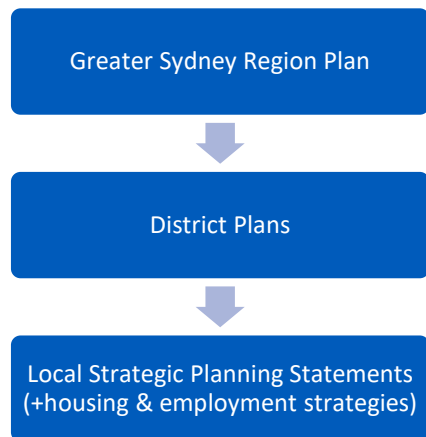 Greater Sydney Region Plan
District Plans
Local Strategic Planning Statements
(+housing & employment strategies)